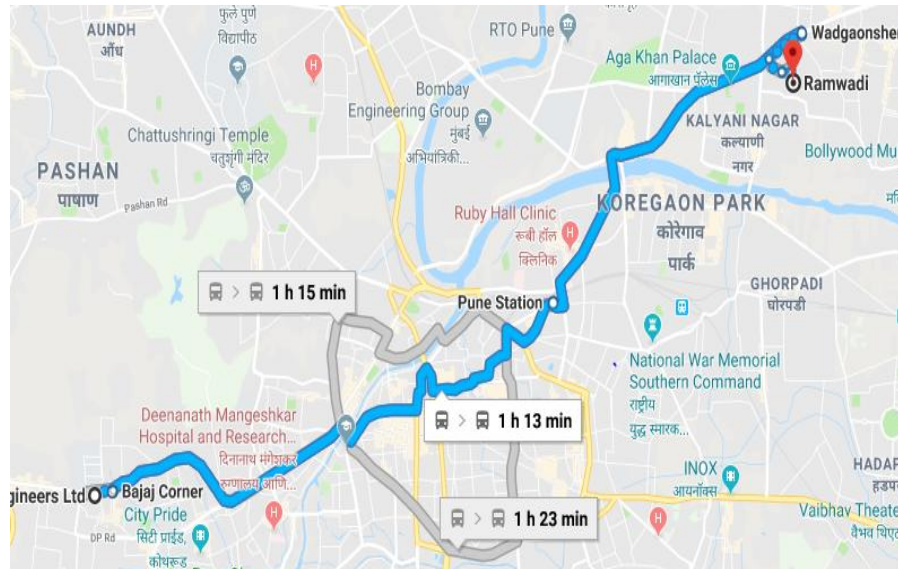 AUNDH
औंध
फुले पुणे
विद्यापीठ
RTO Pune
Wadgaonsher
Aga Khan Palace
आगाखान पॅलेस
Ramwadi
Bombay
Engineering Group
मुंबई
अभियांत्रिकी...
KALYANI NAGAR
कल्याणी
नगर
Chattushringi Temple
चतुःश्रृंगी मंदिर
Bollywood Mu
PASHAN
पाषाण
Pashan Rd
Ruby Hall Clinic
रूबी हॉल
क्लिनिक
KOREGAON PARK
कोरेगाव
पार्क
GHORPADI
घोरपडी
1 h 15 min
Pune Station
National War Memorial
Southern Command
राष्ट्रीय
युद्ध स्मारक...
1 h 13 min
Deenanath Mangeshkar
Hospital and Research...
दिनानाथ मंगेशकर
रुग्णालय आणि...
INOX
आयनॉक्स
HADAP
हडप
gineers Ltd
Bajaj Corner
City Pride
सिटी प्राईड,
कोथरूड
DP Rd
1 h 23 min
Vaibhav Theate
वैभव थिएट